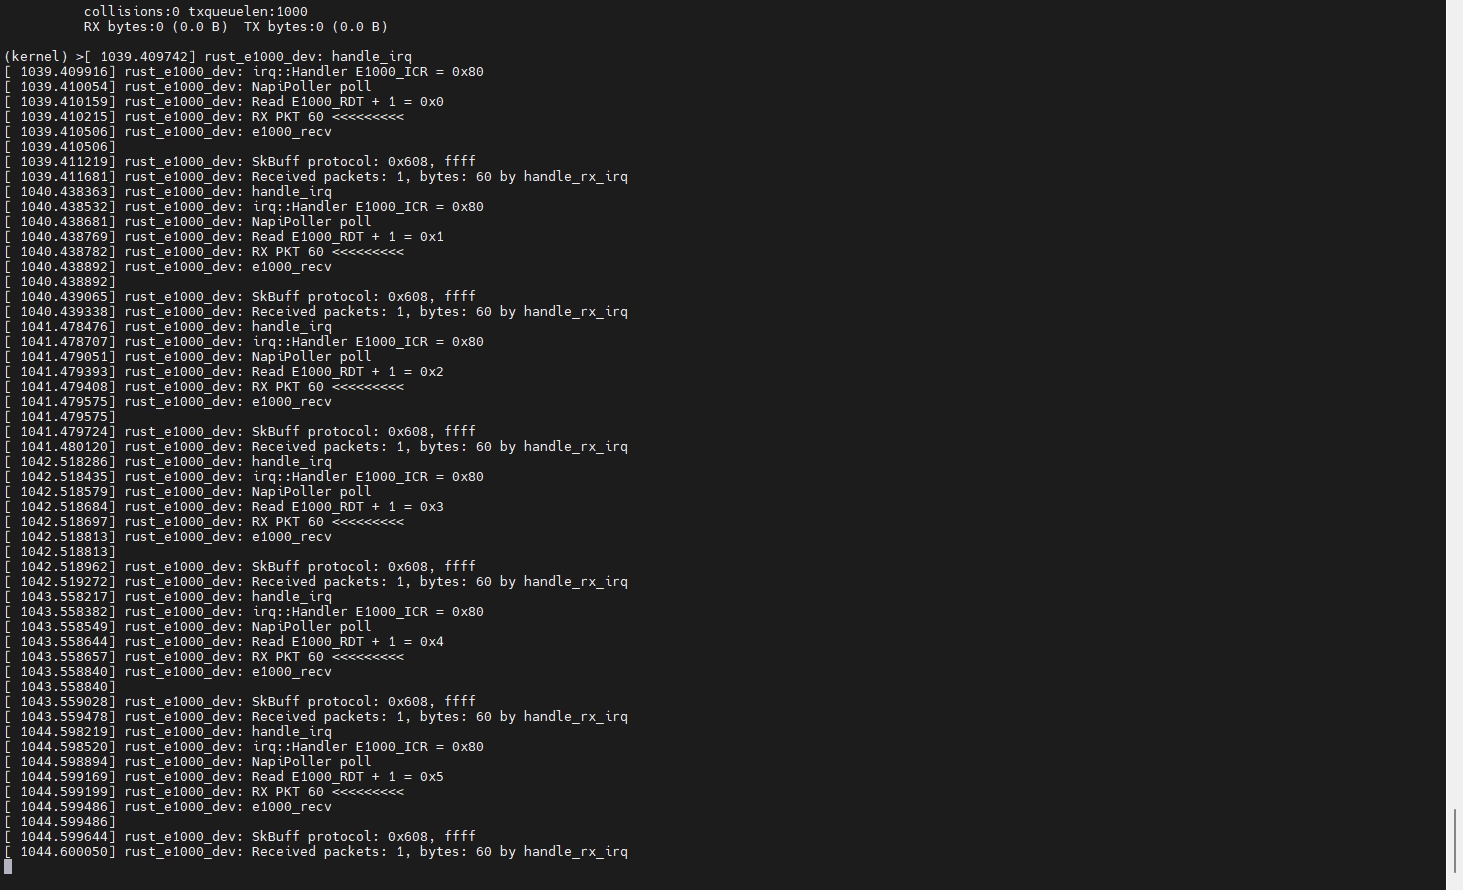 collisions:0 txqueuelen:1000
RX bytes:0 (0.0 B)  TX bytes:0 (0.0 B)
(kernel) >[ 1039.409742] rust_e1000_dev: handle_irq
[ 1039.409916] rust_e1000_dev: irq::Handler E1000_ICR = 0x80
[ 1039.410054] rust_e1000_dev: NapiPoller poll
[ 1039.410159] rust_e1000_dev: Read E1000_RDT + 1 = 0x0
[ 1039.410215] rust_e1000_dev: RX PKT 60 <<<<<<<<<
[ 1039.410506] rust_e1000_dev: e1000_recv
[ 1039.410506]
[ 1039.411219] rust_e1000_dev: SkBuff protocol: 0x608, ffff
[ 1039.411681] rust_e1000_dev: Received packets: 1, bytes: 60 by handle_rx_irq
[ 1040.438363] rust_e1000_dev: handle_irq
[ 1040.438532] rust_e1000_dev: irq::Handler E1000_ICR = 0x80
[ 1040.438681] rust_e1000_dev: NapiPoller poll
[ 1040.438769] rust_e1000_dev: Read E1000_RDT + 1 = 0x1
[ 1040.438782] rust_e1000_dev: RX PKT 60 <<<<<<<<<
[ 1040.438892] rust_e1000_dev: e1000_recv
[ 1040.438892]
[ 1040.439065] rust_e1000_dev: SkBuff protocol: 0x608, ffff
[ 1040.439338] rust_e1000_dev: Received packets: 1, bytes: 60 by handle_rx_irq
[ 1041.478476] rust_e1000_dev: handle_irq
[ 1041.478707] rust_e1000_dev: irq::Handler E1000_ICR = 0x80
[ 1041.479051] rust_e1000_dev: NapiPoller poll
[ 1041.479393] rust_e1000_dev: Read E1000_RDT + 1 = 0x2
[ 1041.479408] rust_e1000_dev: RX PKT 60 <<<<<<<<<
[ 1041.479575] rust_e1000_dev: e1000_recv
[ 1041.479575]
[ 1041.479724] rust_e1000_dev: SkBuff protocol: 0x608, ffff
[ 1041.480120] rust_e1000_dev: Received packets: 1, bytes: 60 by handle_rx_irq
[ 1042.518286] rust_e1000_dev: handle_irq
[ 1042.518435] rust_e1000_dev: irq::Handler E1000_ICR = 0x80
[ 1042.518579] rust_e1000_dev: NapiPoller poll
[ 1042.518684] rust_e1000_dev: Read E1000_RDT + 1 = 0x3
[ 1042.518697] rust_e1000_dev: RX PKT 60 <<<<<<<<<
[ 1042.518813] rust_e1000_dev: e1000_recv
[ 1042.518813]
[ 1042.518962] rust_e1000_dev: SkBuff protocol: 0x608, ffff
[ 1042.519272] rust_e1000_dev: Received packets: 1, bytes: 60 by handle_rx_irq
[ 1043.558217] rust_e1000_dev: handle_irq
[ 1043.558382] rust_e1000_dev: irq::Handler E1000_ICR = 0x80
[ 1043.558549] rust_e1000_dev: NapiPoller poll
[ 1043.558644] rust_e1000_dev: Read E1000_RDT + 1 = 0x4
[ 1043.558657] rust_e1000_dev: RX PKT 60 <<<<<<<<<
[ 1043.558840] rust_e1000_dev: e1000_recv
[ 1043.558840]
[ 1043.559028] rust_e1000_dev: SkBuff protocol: 0x608, ffff
[ 1043.559478] rust_e1000_dev: Received packets: 1, bytes: 60 by handle_rx_irq
[ 1044.598219] rust_e1000_dev: handle_irq
[ 1044.598520] rust_e1000_dev: irq::Handler E1000_ICR = 0x80
[ 1044.598894] rust_e1000_dev: NapiPoller poll
[ 1044.599169] rust_e1000_dev: Read E1000_RDT + 1 = 0x5
[ 1044.599199] rust_e1000_dev: RX PKT 60 <<<<<<<<<
[ 1044.599486] rust_e1000_dev: e1000_recv
[ 1044.599486]
[ 1044.599644] rust_e1000_dev: SkBuff protocol: 0x608, ffff
[ 1044.600050] rust_e1000_dev: Received packets: 1, bytes: 60 by handle_rx_irq